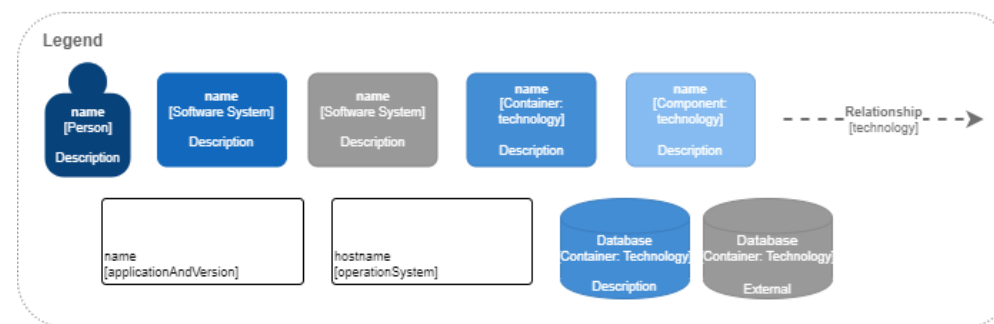 Legend
name
[Person]
Description
name
[Software System]
Description
name
[Software System]
Description
name
[Container:
technology]
Description
name
[Component:
technology]
Description
Relationship
[technology]
name
[applicationAndVersion]
hostname
[operationSystem]
Database
[Container: Technology]
Description
Database
[Container: Technology]
External